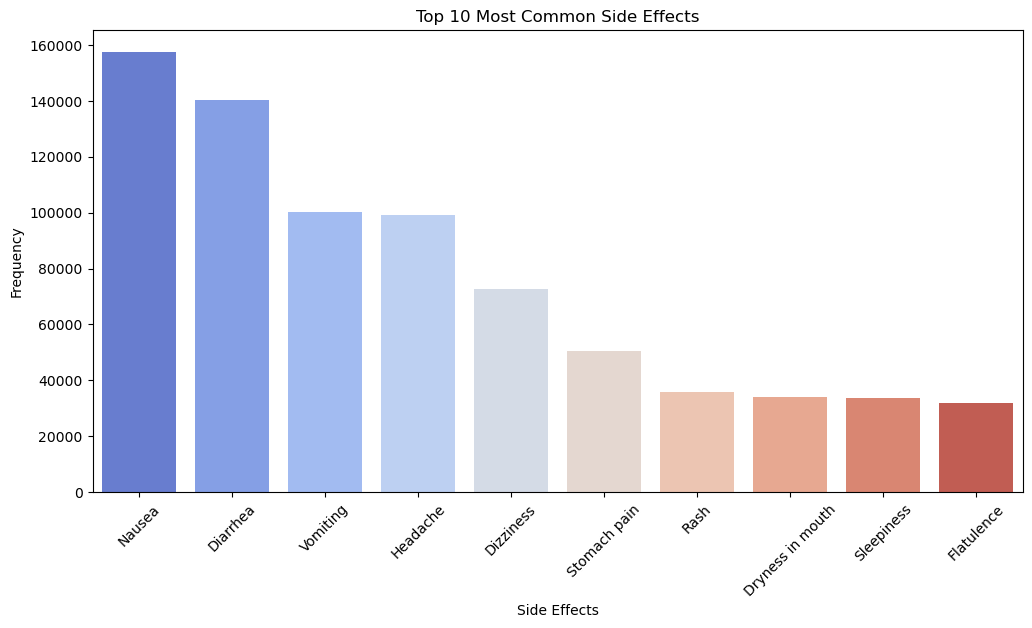 Top 10 Most Common Side Effects
Frequency
160000
140000
120000
100000
80000
60000
40000
20000
0
Nausea
Diarrhea
Vomiting
Headache
Dizziness
Stomach pain
Rash
Dryness in mouth
Sleepiness
Flatulence
Side Effects